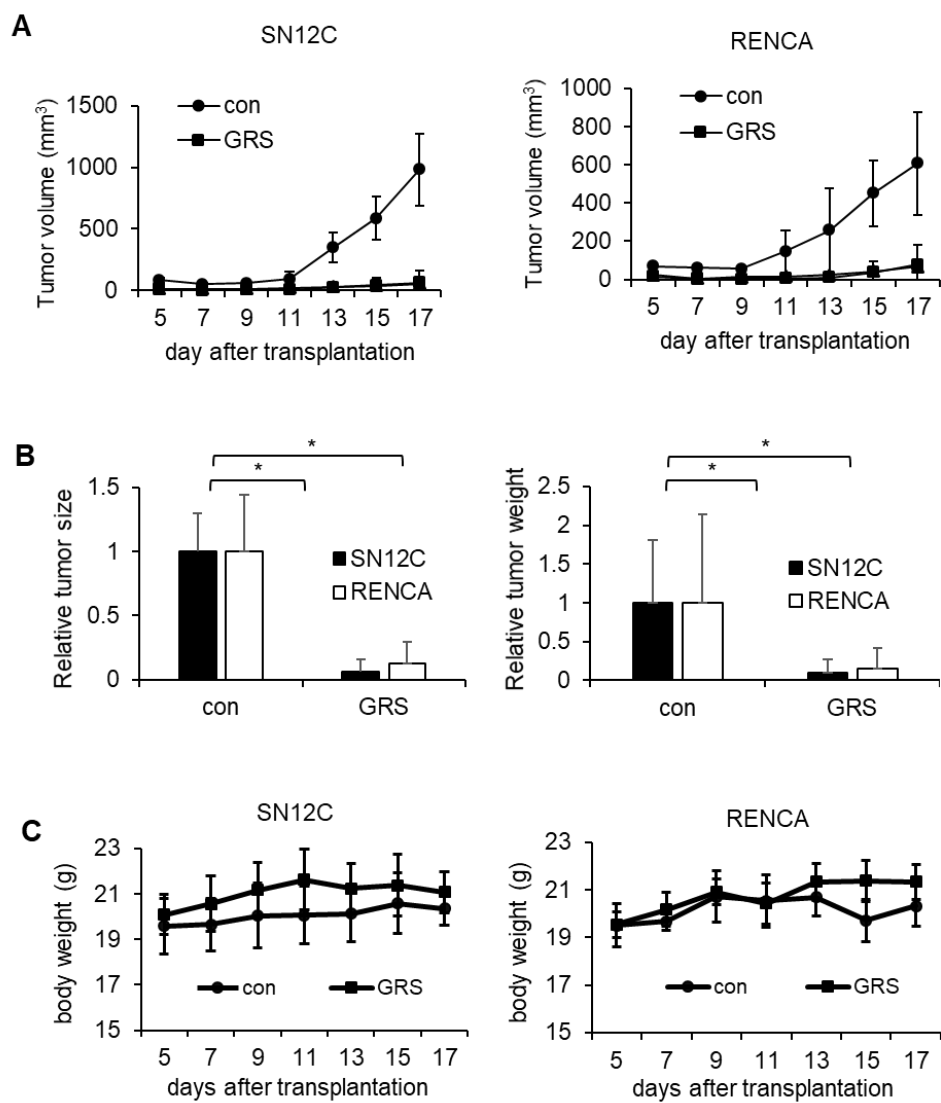 A
SN12C
RENCA
Tumor volume (mm³)
1500
1000
500
0
con
GRS
5 7 9 11 13 15 17
day after transplantation
Tumor volume (mm³)
1000
800
600
400
200
0
con
GRS
5 7 9 11 13 15 17
day after transplantation
B
*
*
Relative tumor size
1.5
1
0.5
0
SN12C
RENCA
con GRS
*
*
Relative tumor weight
2.5
2
1.5
1
0.5
0
SN12C
RENCA
con GRS
C
SN12C
RENCA
body weight (g)
23
21
19
17
15
con GRS
5 7 9 11 13 15 17
days after transplantation
body weight (g)
23
21
19
17
15
con GRS
5 7 9 11 13 15 17
days after transplantation